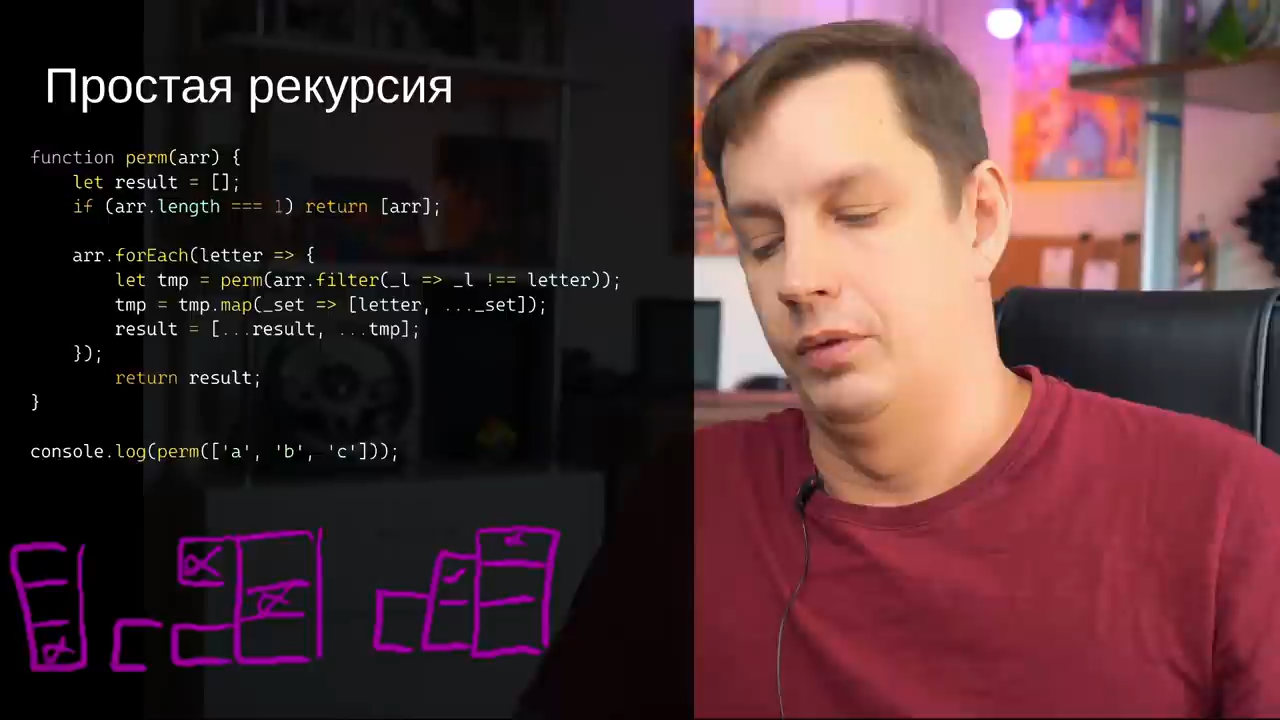 Простая рекурсия
function perm(arr) {
    let result = [];
    if (arr.length === 1) return [arr];
    arr.forEach(letter => {
        let tmp = perm(arr.filter(_l => _l !== letter));
        tmp = tmp.map(_set => [letter, ..._set]);
        result = [...result, ...tmp];
    });
        return result;
}
console.log(perm(['a', 'b', 'c']));